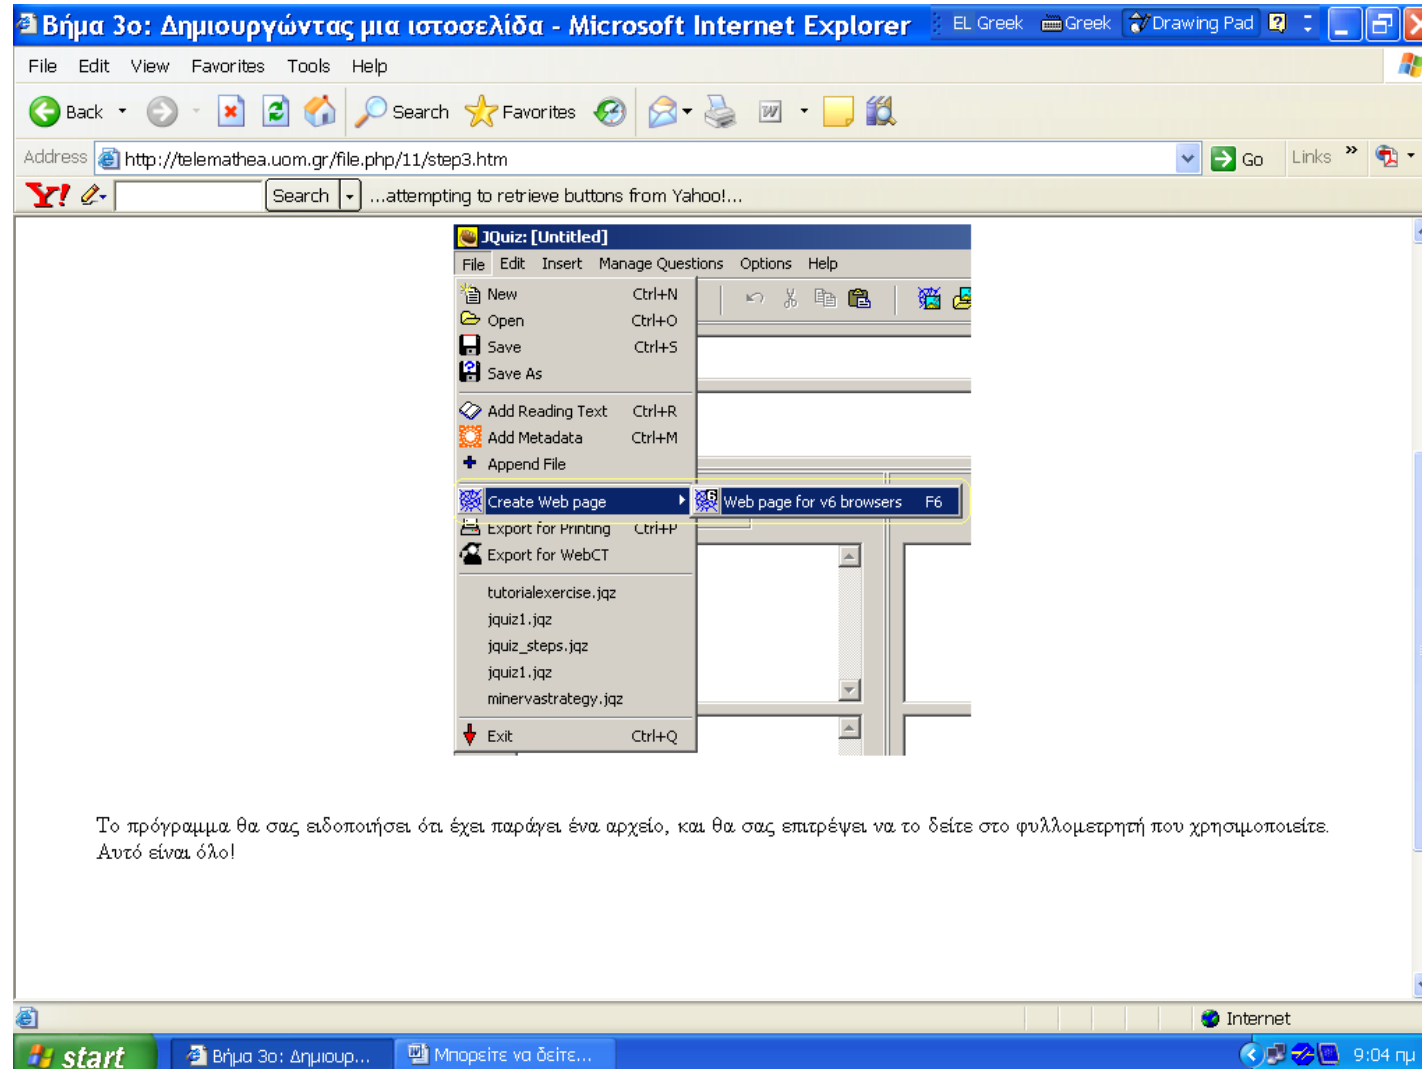 Βήμα 3ο: Δημιουργώντας μια ιστοσελίδα - Microsoft Internet Explorer
EL Greek Greek Drawing Pad
File Edit View Favorites Tools Help
Back Search Favorites
Address http://telemathea.uom.gr/file.php/11/step3.htm Go Links »
Y! Search ...attempting to retrieve buttons from Yahoo!...
JQuiz: [Untitled]
File Edit Insert Manage Questions Options Help
New Ctrl+N
Open Ctrl+O
Save Ctrl+S
Save As
Add Reading Text Ctrl+R
Add Metadata Ctrl+M
Append File
Create Web page Web page for v6 browsers F6
Export for Printing Ctrl+P
Export for WebCT
tutorialexercise.jqz
jquiz1.jqz
jquiz_steps.jqz
jquiz1.jqz
minervastrategy.jqz
Exit Ctrl+Q
Το πρόγραμμα θα σας ειδοποιήσει ότι έχει παράγει ένα αρχείο, και θα σας επιτρέψει να το δείτε στο φυλλομετρητή που χρησιμοποιείτε.
Αυτό είναι όλο!
Internet
start Βήμα 3ο: Δημιουρ... Μπορείτε να δείτε... 9:04 πμ